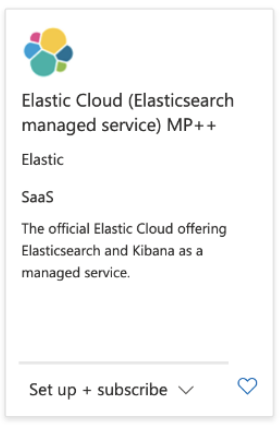 Elastic Cloud (Elasticsearch
managed service) MP++
Elastic
SaaS
The official Elastic Cloud offering
Elasticsearch and Kibana as a
managed service.
Set up + subscribe